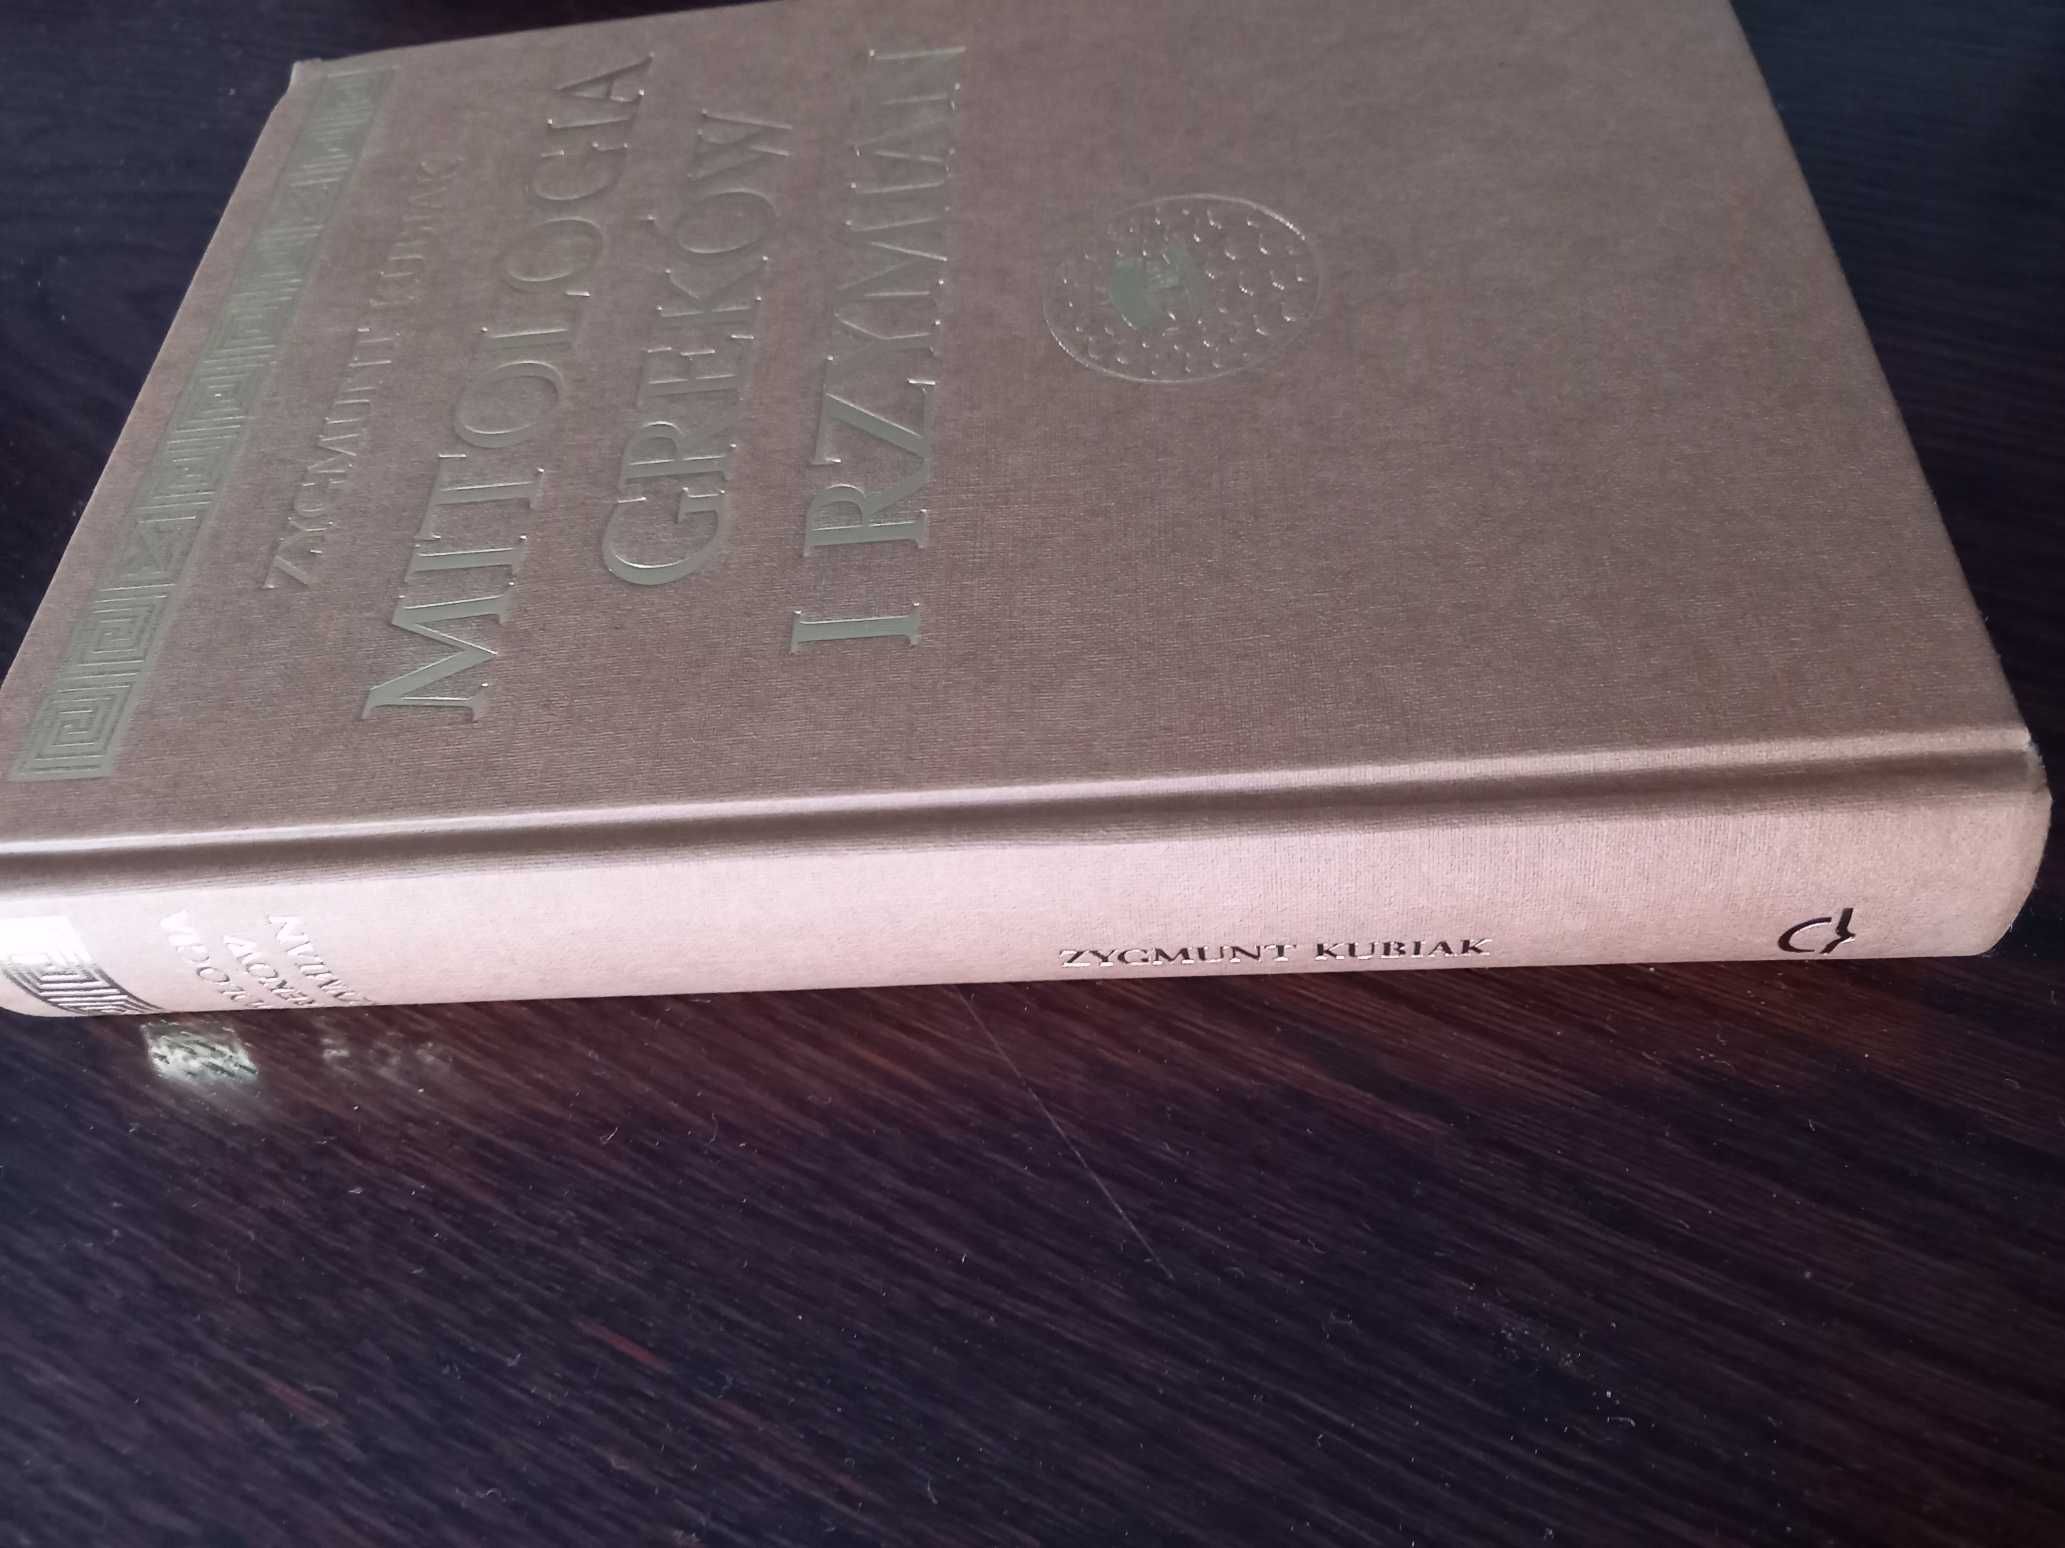 ZYGMUNT KUBIAK
MITOLOGIA
GREKÓW
I RZYMIAN
ZYGMUNT KUBIAK